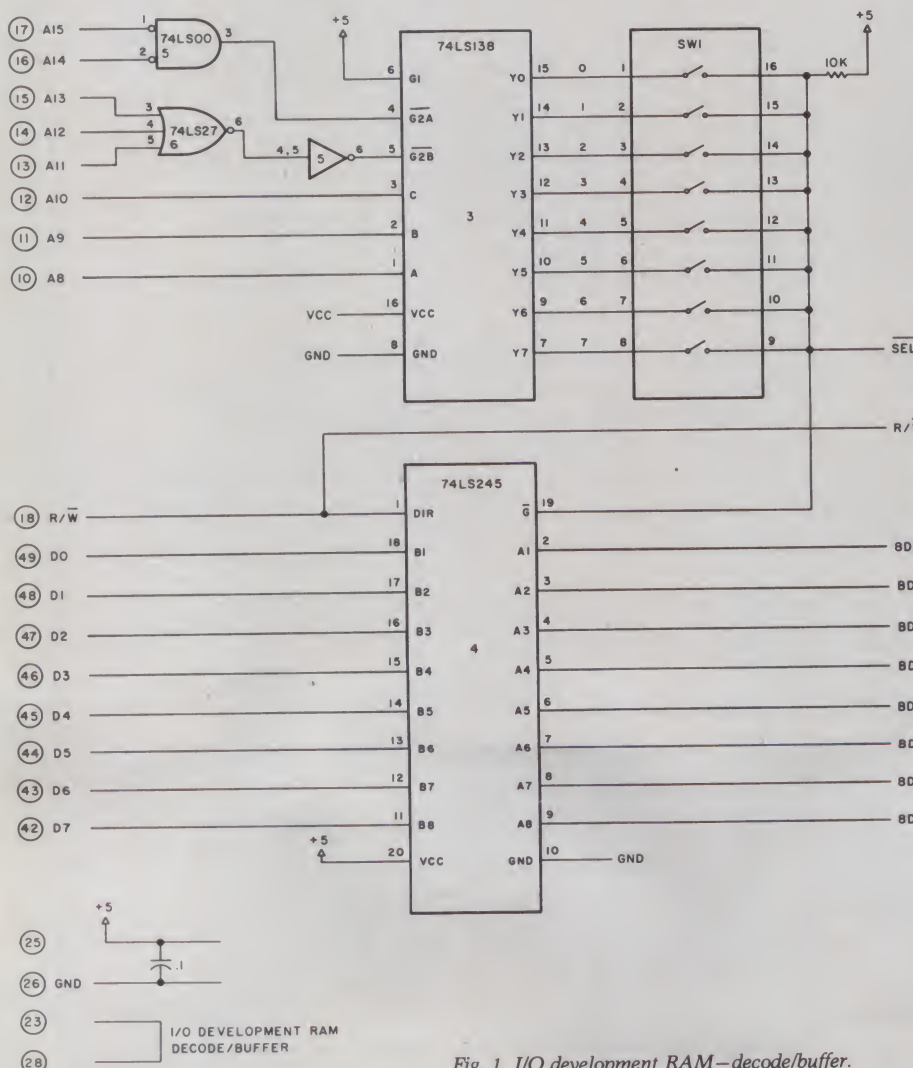 17 A15
16 A14
15 A13
14 A12
13 A11
12 A10
11 A9
10 A8
1
2
74LS00
5
3
3
4
5
74LS27
6
6
4,5
5
6
+5
VCC
GND
74LS138
3
6 G1
4 G2A
5 G2B
3 C
2 B
1 A
16 VCC
8 GND
Y0 15 0 1
Y1 14 1 2
Y2 13 2 3
Y3 12 3 4
Y4 11 4 5
Y5 10 5 6
Y6 9 6 7
Y7 7 7 8
SW1
16
15
14
13
12
11
10
9
10K
+5
SEL
R/
18 R/W
49 D0
48 D1
47 D2
46 D3
45 D4
44 D5
43 D6
42 D7
+5
74LS245
4
1 DIR
18 B1
17 B2
16 B3
15 B4
14 B5
13 B6
12 B7
11 B8
20 VCC
G 19
A1 2
A2 3
A3 4
A4 5
A5 6
A6 7
A7 8
A8 9
GND 10 GND
BD
BD
BD
BD
BD
BD
BD
BD
+5
25
.1
26 GND
23
28
I/O DEVELOPMENT RAM
DECODE/BUFFER
Fig. 1. I/O development RAM—decode/buffer.